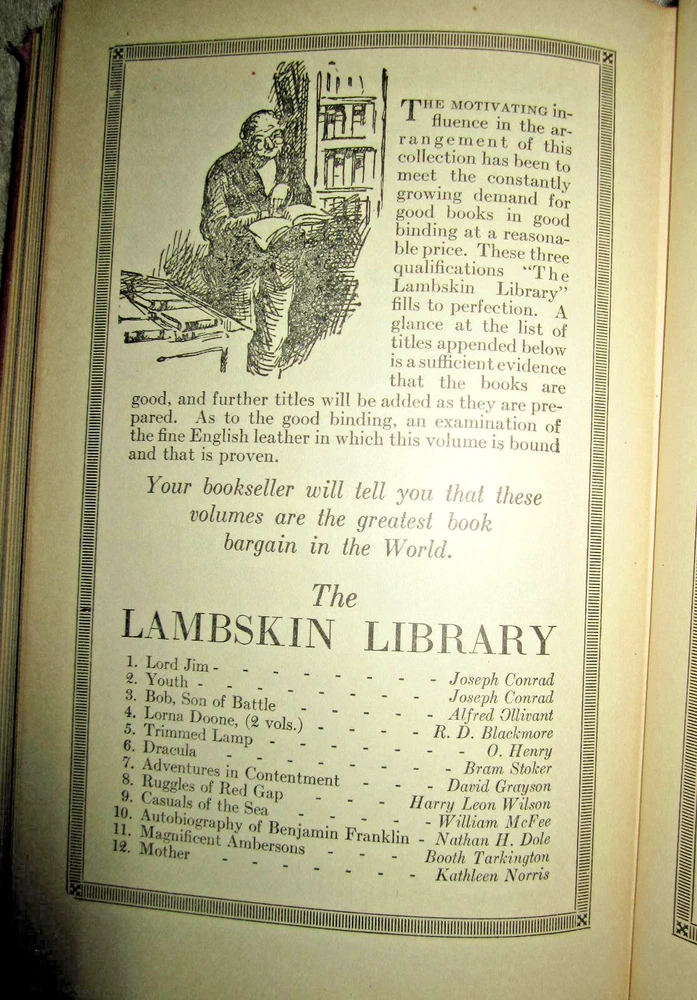 THE MOTIVATING in-
fluence in the ar-
rangement of this
collection has been to
meet the constantly
growing demand for
good books in good
binding at a reasona-
ble price. These three
qualifications "The
Lambskin Library"
fills to perfection. A
glance at the list of
titles appended below
is a sufficient evidence
that the books are
good, and further titles will be added as they are pre-
pared. As to the good binding, an examination of
the fine English leather in which this volume is bound
and that is proven.
Your bookseller will tell you that these
volumes are the greatest book
bargain in the World.
The
LAMBSKIN LIBRARY
1. Lord Jim - - - - - - - Joseph Conrad
2. Youth - - - - - - - Joseph Conrad
3. Bob, Son of Battle - - - - - Alfred Ollivant
4. Lorna Doone, (2 vols.) - - - - R. D. Blackmore
5. Trimmed Lamp - - - - - - O. Henry
6. Dracula - - - - - - - Bram Stoker
7. Adventures in Contentment - - - David Grayson
8. Ruggles of Red Gap - - - Harry Leon Wilson
9. Casuals of the Sea - - - - - William McFee
10. Autobiography of Benjamin Franklin - Nathan H. Dole
11. Magnificent Ambersons - - - Booth Tarkington
12. Mother - - - - - - - Kathleen Norris